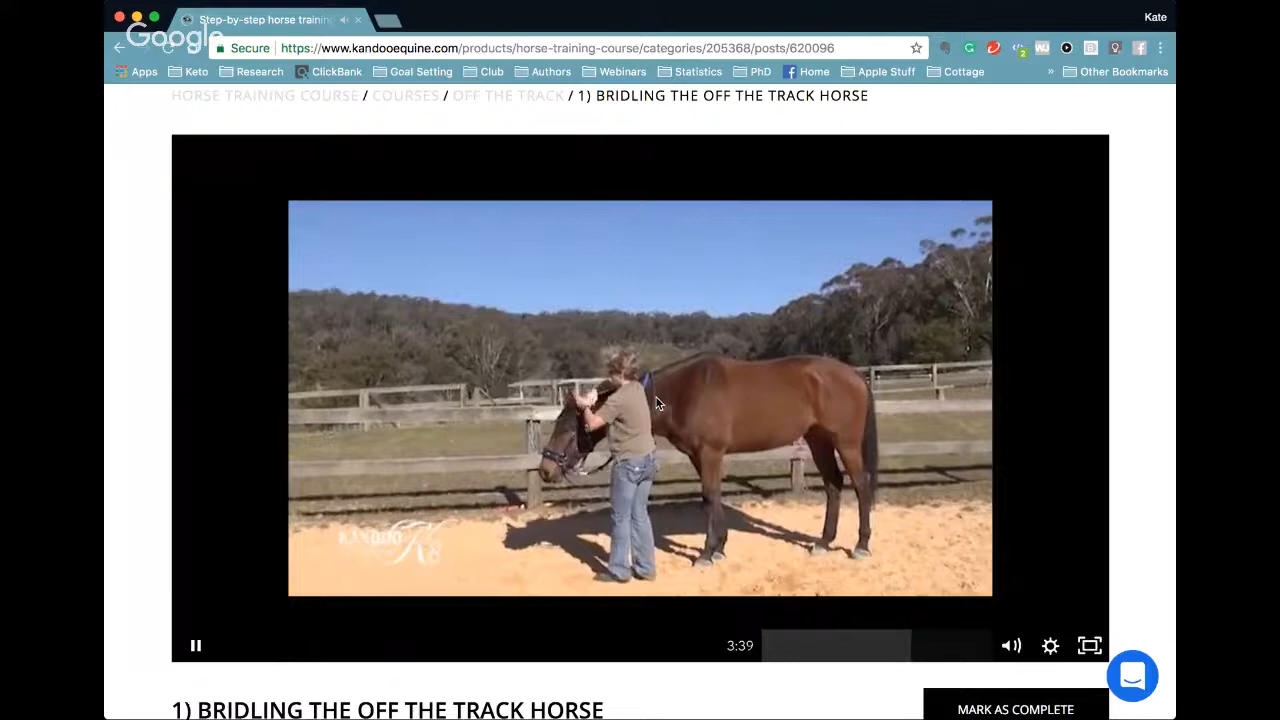 Step-by-step horse trainin
Kate
Google
Secure https://www.kandooequine.com/products/horse-training-course/categories/205368/posts/620096
2
Apps Keto Research ClickBank Goal Setting Club Authors Webinars Statistics PhD Home Apple Stuff Cottage » Other Bookmarks
HORSE TRAINING COURSE / COURSES / OFF THE TRACK / 1) BRIDLING THE OFF THE TRACK HORSE
KANDOO
3:39
1) BRIDLING THE OFF THE TRACK HORSE
MARK AS COMPLETE